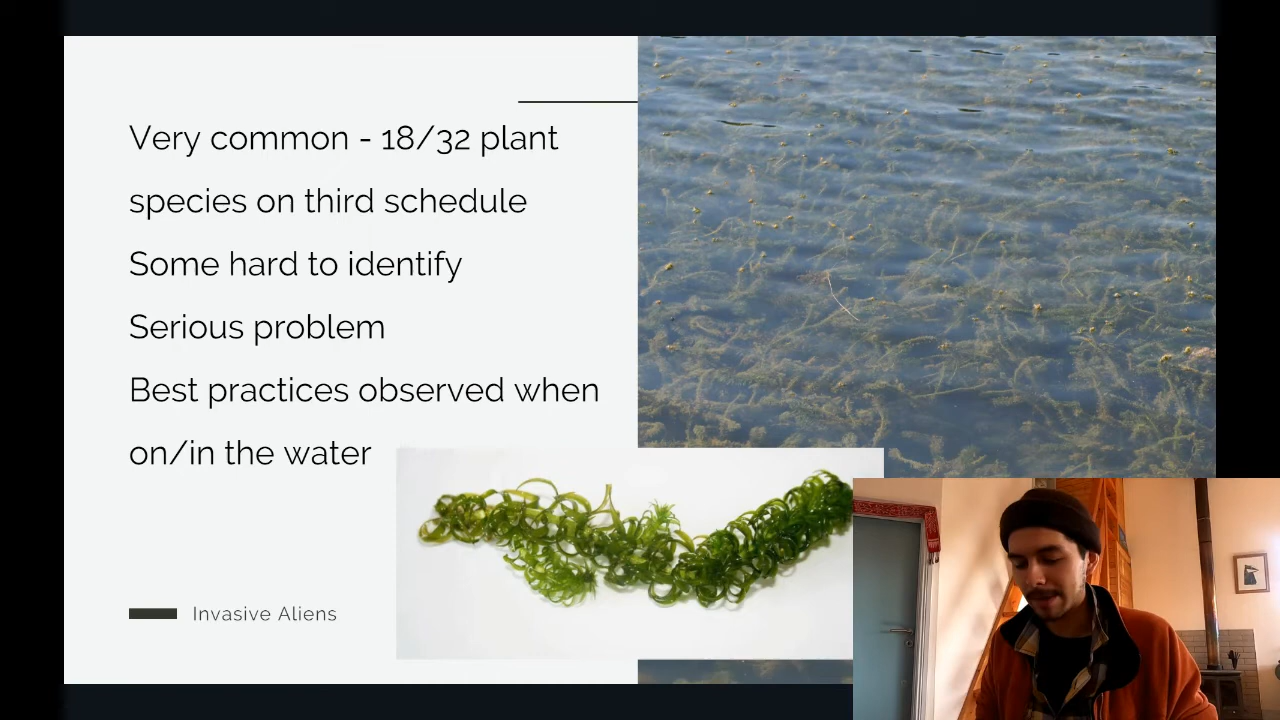 Very common - 18/32 plant
species on third schedule
Some hard to identify
Serious problem
Best practices observed when
on/in the water
Invasive Aliens